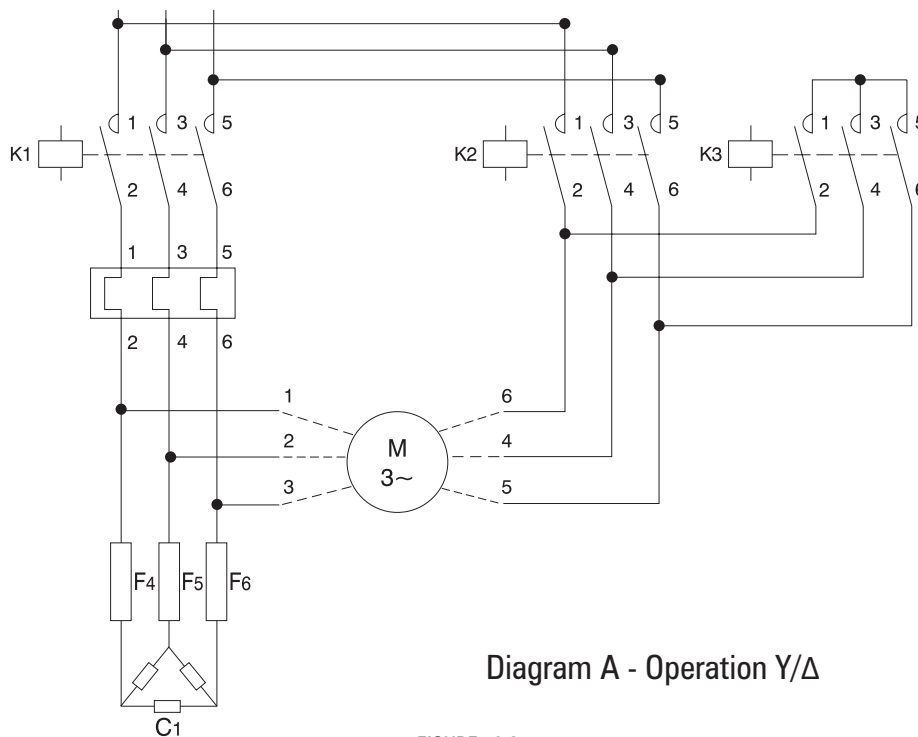 1 3 5 1 3 5 1 3 5
K1 K2 K3
2 4 6 2 4 6 2 4 6
1 3 5
2 4 6
1 6
M
2 4
3~
3 5
F4 F5 F6
Diagram A - Operation Y/Δ
C1